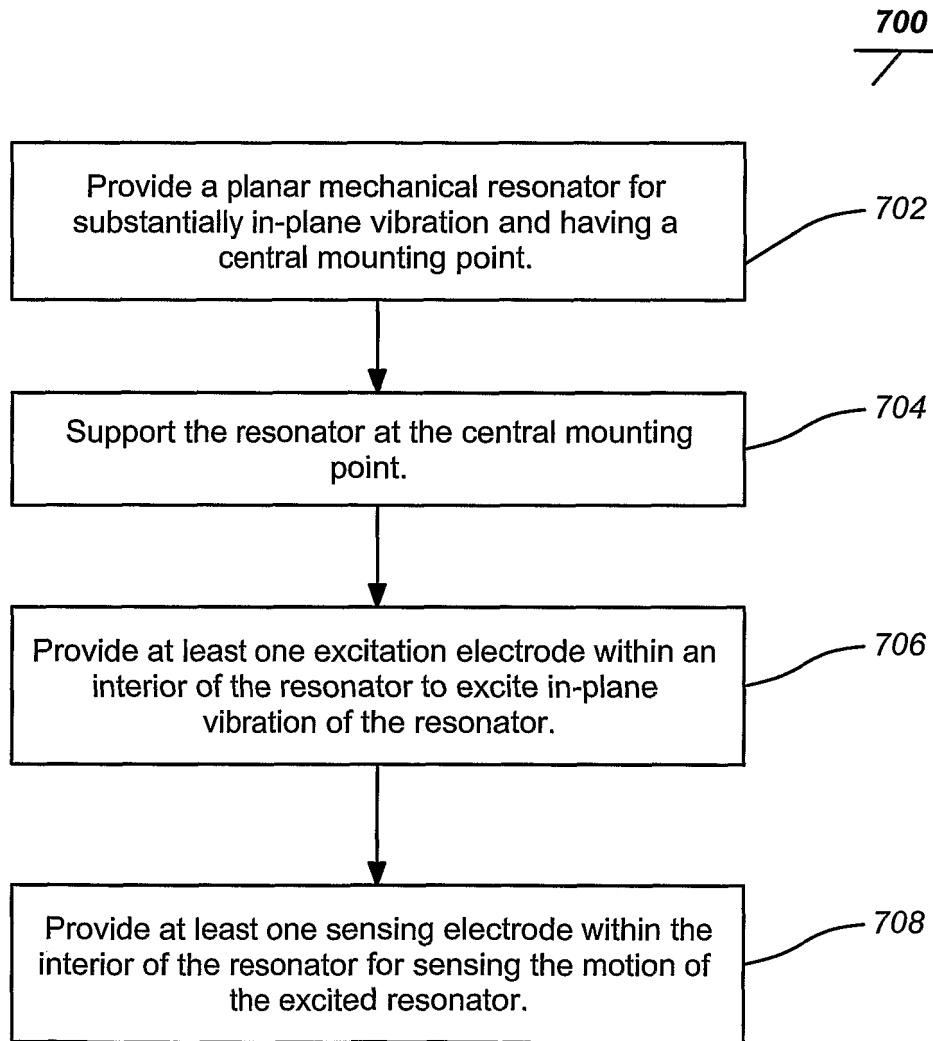 700
Provide a planar mechanical resonator for
substantially in-plane vibration and having a
central mounting point.
702
Support the resonator at the central mounting
point.
704
Provide at least one excitation electrode within an
interior of the resonator to excite in-plane
vibration of the resonator.
706
Provide at least one sensing electrode within the
interior of the resonator for sensing the motion of
the excited resonator.
708